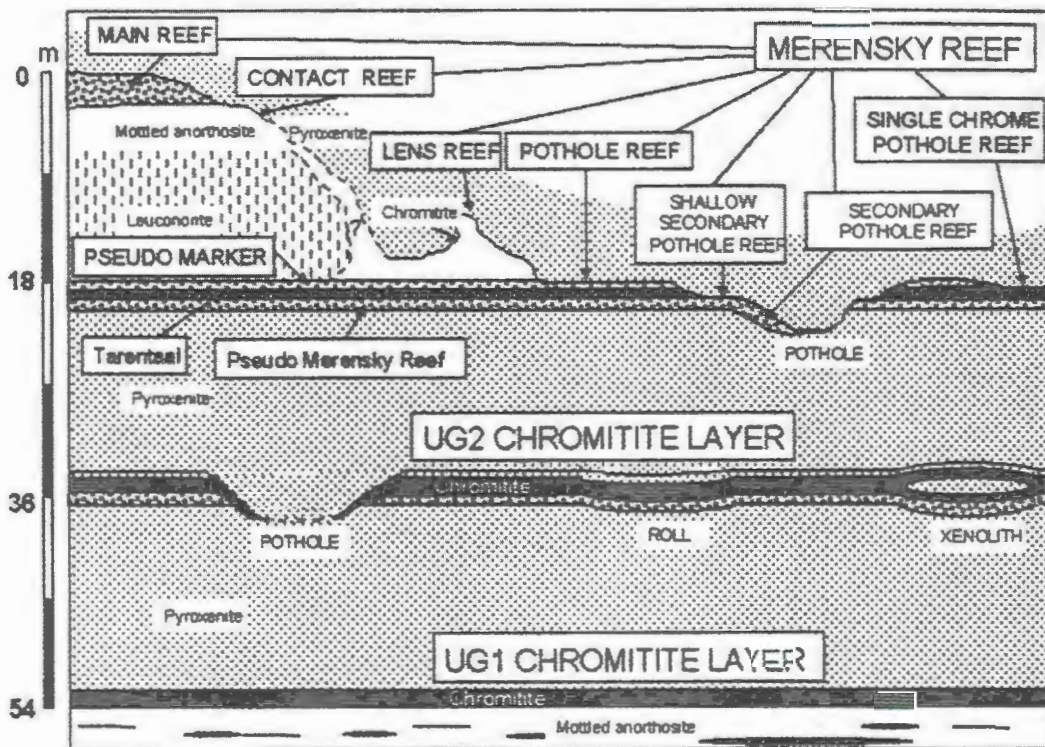 MAIN REEF
MERENSKY REEF
m
0
CONTACT REEF
Mottled anorthosite
Pyroxenite
LENS REEF
POTHOLE REEF
SINGLE CHROME
POTHOLE REEF
SHALLOW
SECONDARY
POTHOLE REEF
SECONDARY
POTHOLE REEF
Leuconorite
Chromitite
PSEUDO MARKER
18
Tarentaal
Pseudo Merensky Reef
POTHOLE
Pyroxenite
UG2 CHROMITITE LAYER
Chromitite
36
POTHOLE
ROLL
XENOLITH
Pyroxenite
UG1 CHROMITITE LAYER
Chromitite
54
Mottled anorthosite